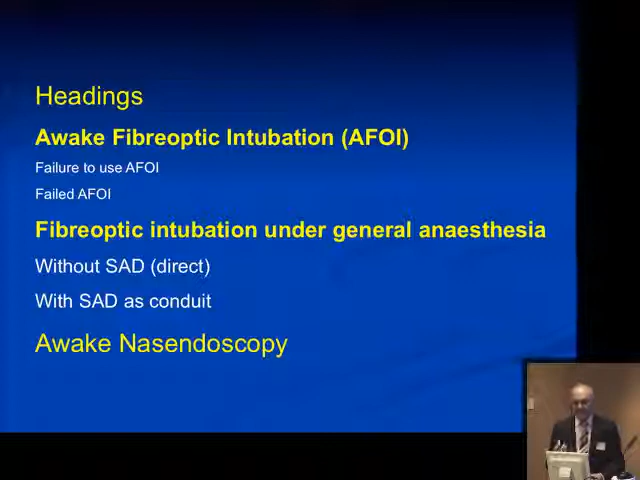 Headings
Awake Fibreoptic Intubation (AFOI)
Failure to use AFOI
Failed AFOI
Fibreoptic intubation under general anaesthesia
Without SAD (direct)
With SAD as conduit
Awake Nasendoscopy